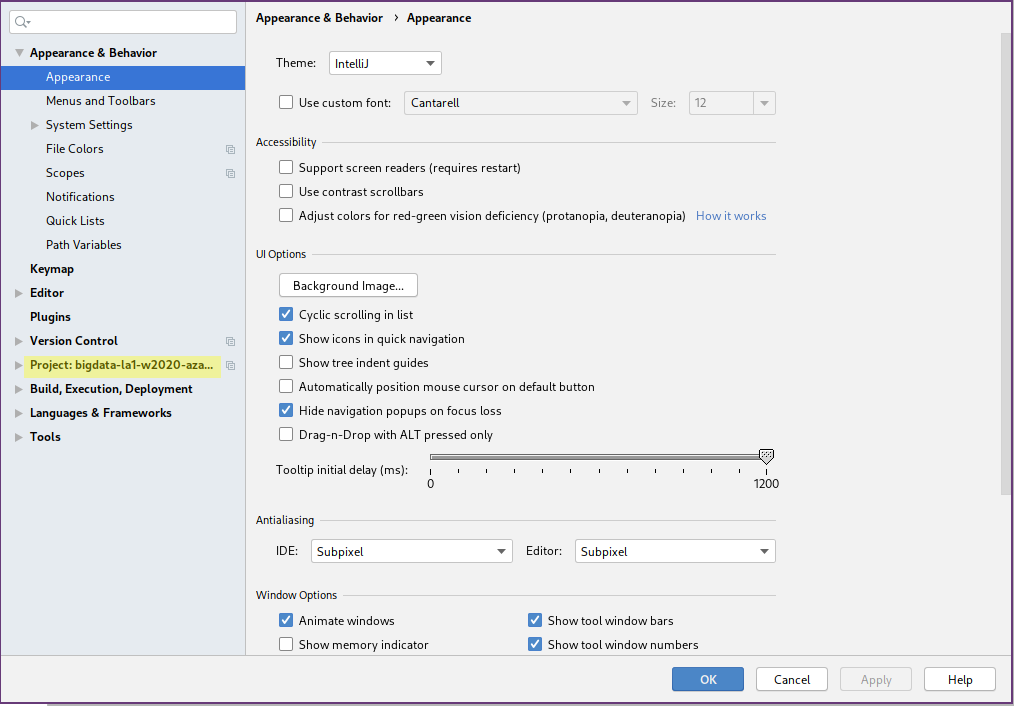 Appearance & Behavior
Appearance
Menus and Toolbars
System Settings
File Colors
Scopes
Notifications
Quick Lists
Path Variables
Keymap
Editor
Plugins
Version Control
Project: bigdata-la1-w2020-aza...
Build, Execution, Deployment
Languages & Frameworks
Tools
Appearance & Behavior › Appearance
Theme: IntelliJ
Use custom font: Cantarell Size: 12
Accessibility
Support screen readers (requires restart)
Use contrast scrollbars
Adjust colors for red-green vision deficiency (protanopia, deuteranopia) How it works
UI Options
Background Image...
Cyclic scrolling in list
Show icons in quick navigation
Show tree indent guides
Automatically position mouse cursor on default button
Hide navigation popups on focus loss
Drag-n-Drop with ALT pressed only
Tooltip initial delay (ms):
0 1200
Antialiasing
IDE: Subpixel Editor: Subpixel
Window Options
Animate windows Show tool window bars
Show memory indicator Show tool window numbers
OK Cancel Apply Help